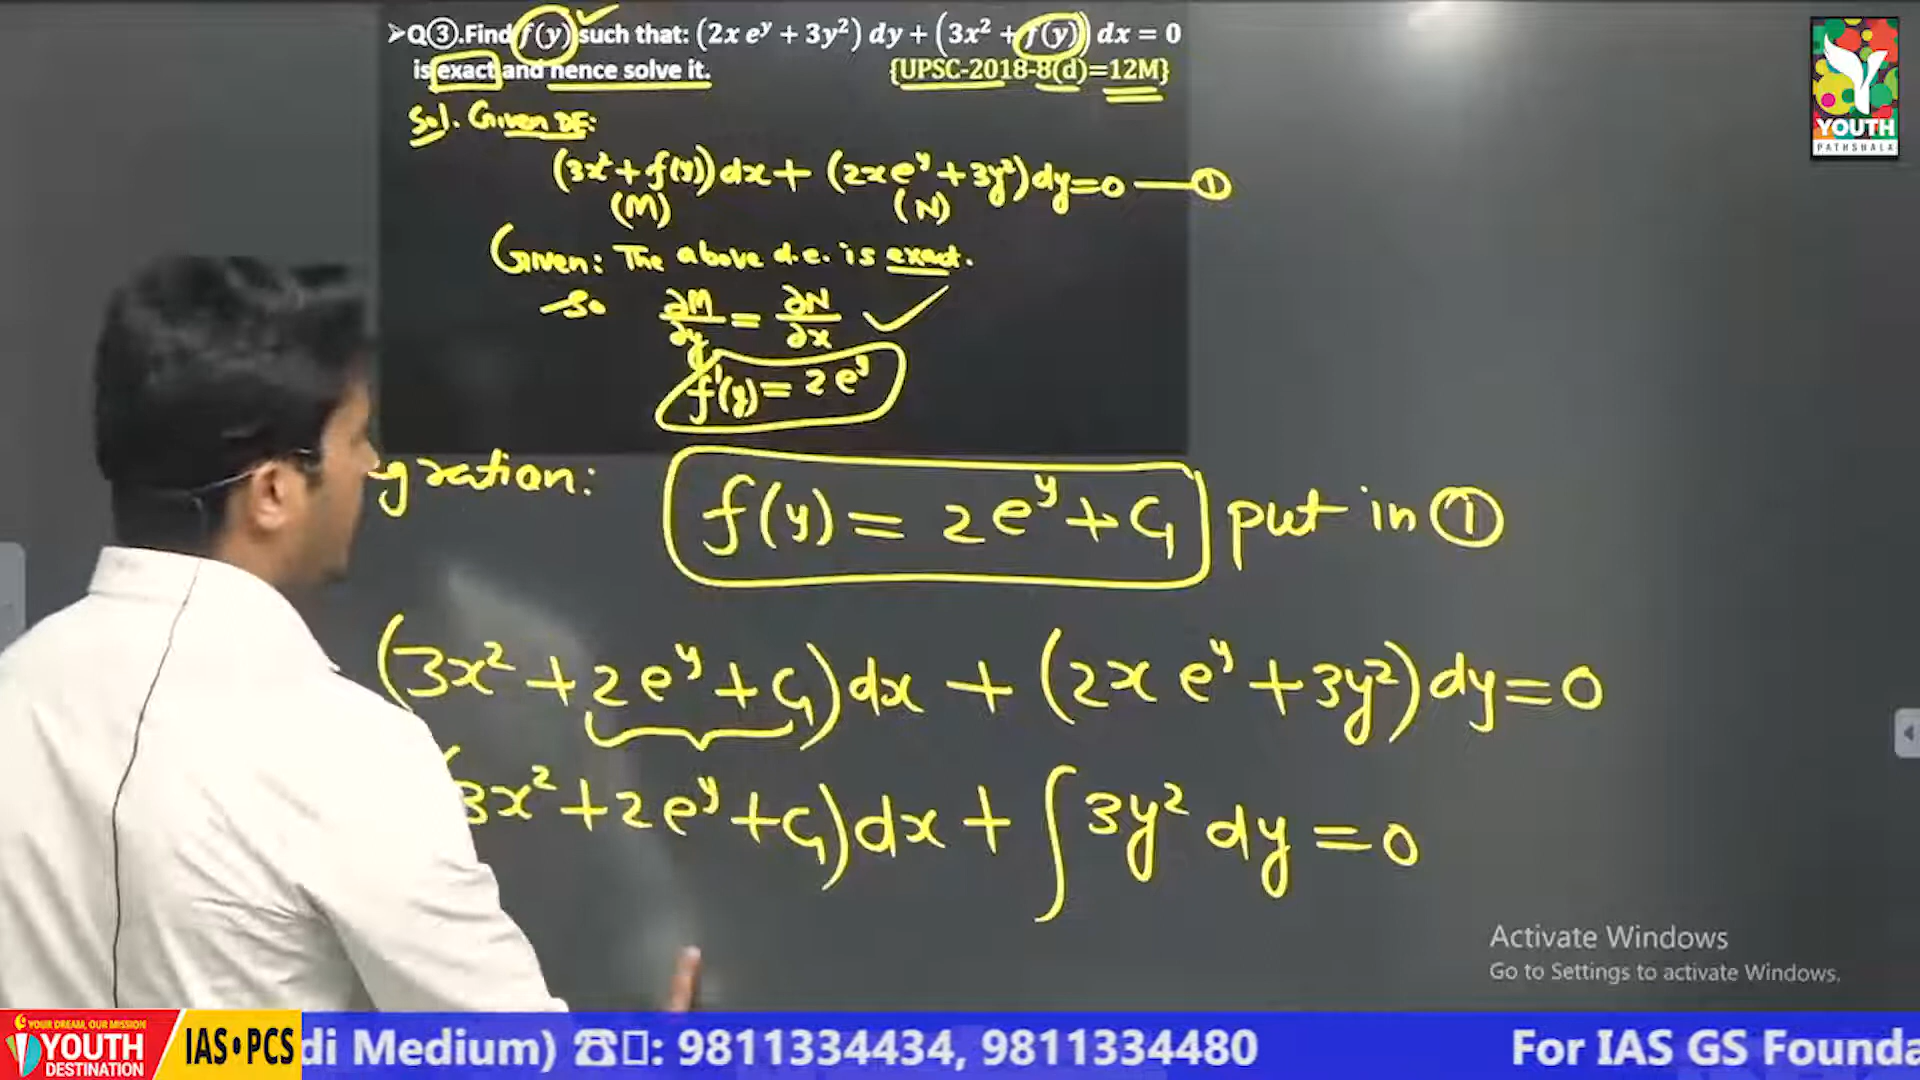 ➢Q③.Find f(y) such that: (2x eʸ + 3y²) dy + (3x² + f(y)) dx = 0
is exact and hence solve it. {UPSC-2018-8(d)=12M}
Sol. Given DE:
(3x² + f(y)) dx + (2xeʸ + 3y²) dy = 0 — ①
(M) (N)
Given: The above d.e. is exact.
So ∂M/∂y = ∂N/∂x ✓
f'(y) = 2eʸ
gration: f(y) = 2eʸ + C₁ put in ①
(3x² + 2eʸ + C₁) dx + (2x eʸ + 3y²) dy = 0
(3x² + 2eʸ + C₁) dx + ∫ 3y² dy = 0
YOUTH
PATHSHALA
Activate Windows
Go to Settings to activate Windows.
YOUR DREAM, OUR MISSION
YOUTH
DESTINATION
IAS•PCS
di Medium) ☎: 9811334434, 9811334480 For IAS GS Founda